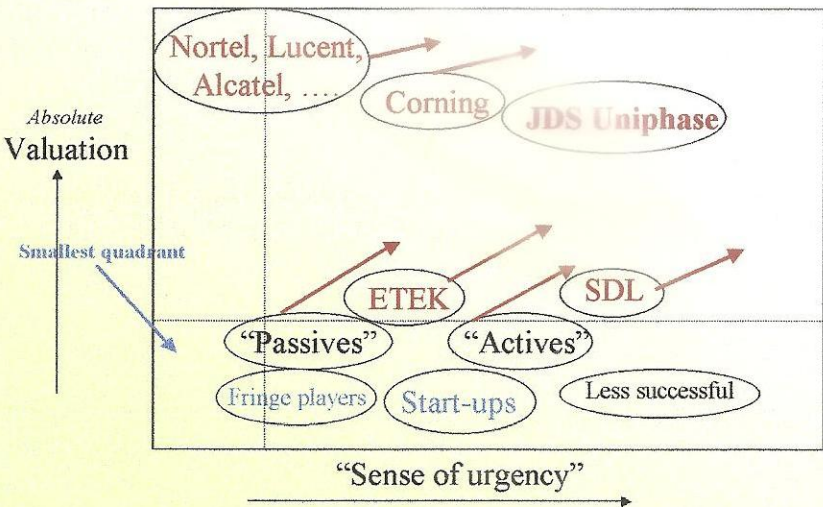 Nortel, Lucent,
Alcatel, ....
Corning
JDS Uniphase
Absolute
Valuation
Smallest quadrant
ETEK
SDL
“Passives”
“Actives”
Fringe players
Start-ups
Less successful
“Sense of urgency”